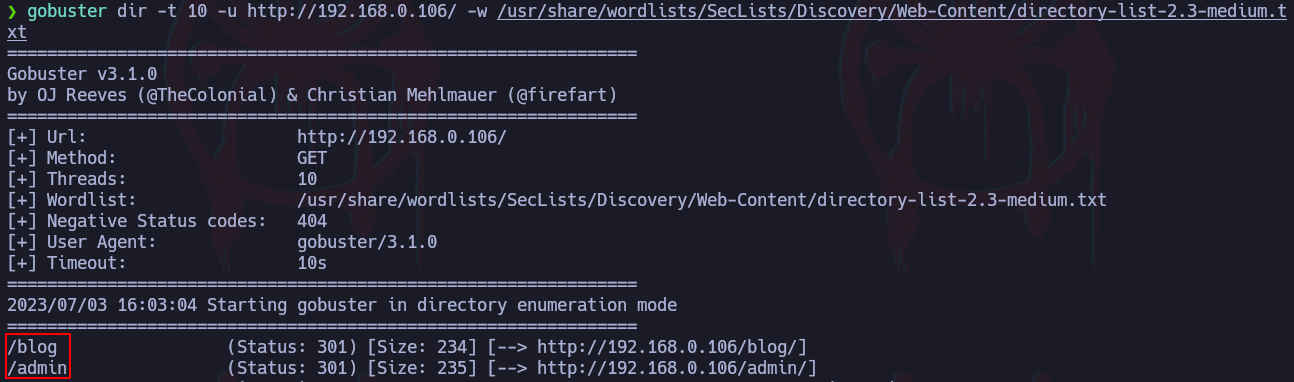 ❯ gobuster dir -t 10 -u http://192.168.0.106/ -w /usr/share/wordlists/SecLists/Discovery/Web-Content/directory-list-2.3-medium.t
xt
===============================================================
Gobuster v3.1.0
by OJ Reeves (@TheColonial) & Christian Mehlmauer (@firefart)
===============================================================
[+] Url:                     http://192.168.0.106/
[+] Method:                  GET
[+] Threads:                 10
[+] Wordlist:                /usr/share/wordlists/SecLists/Discovery/Web-Content/directory-list-2.3-medium.txt
[+] Negative Status codes:   404
[+] User Agent:              gobuster/3.1.0
[+] Timeout:                 10s
===============================================================
2023/07/03 16:03:04 Starting gobuster in directory enumeration mode
===============================================================
/blog                 (Status: 301) [Size: 234] [--> http://192.168.0.106/blog/]
/admin                (Status: 301) [Size: 235] [--> http://192.168.0.106/admin/]